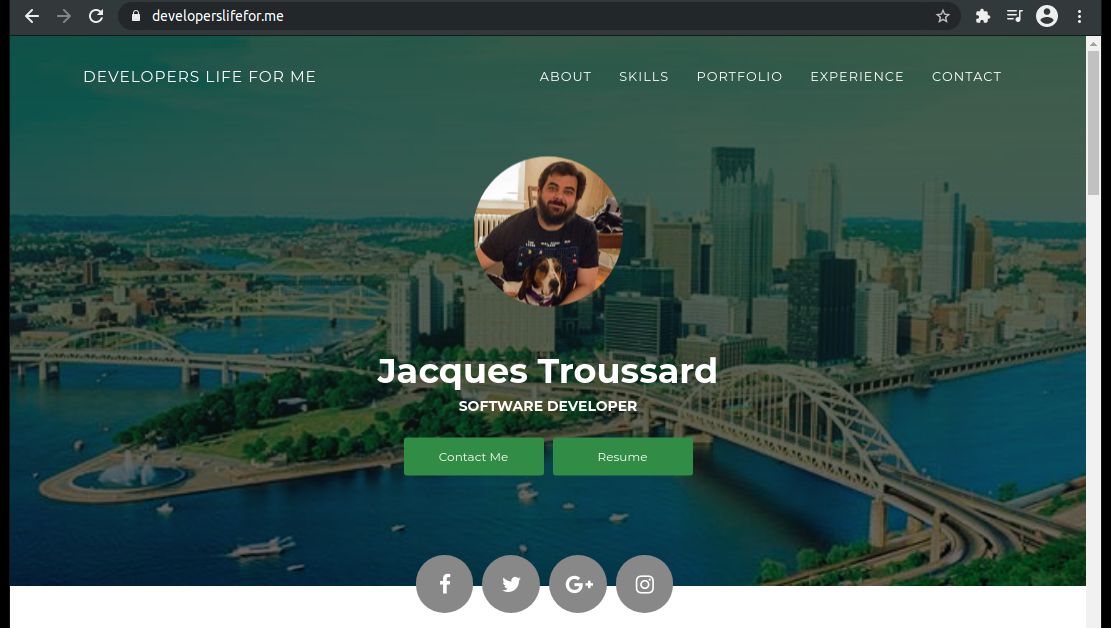 developerslifefor.me
DEVELOPERS LIFE FOR ME
ABOUT SKILLS PORTFOLIO EXPERIENCE CONTACT
Jacques Troussard
SOFTWARE DEVELOPER
Contact Me Resume
f G+